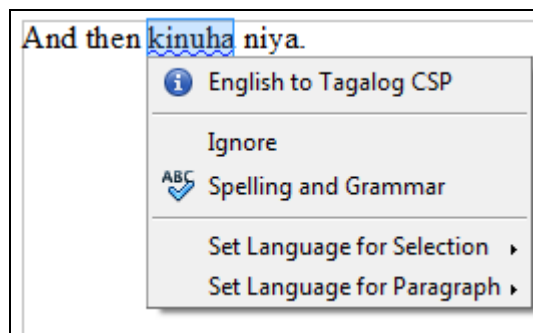 And then kinuha niya.
English to Tagalog CSP
Ignore
ABC Spelling and Grammar
Set Language for Selection
Set Language for Paragraph